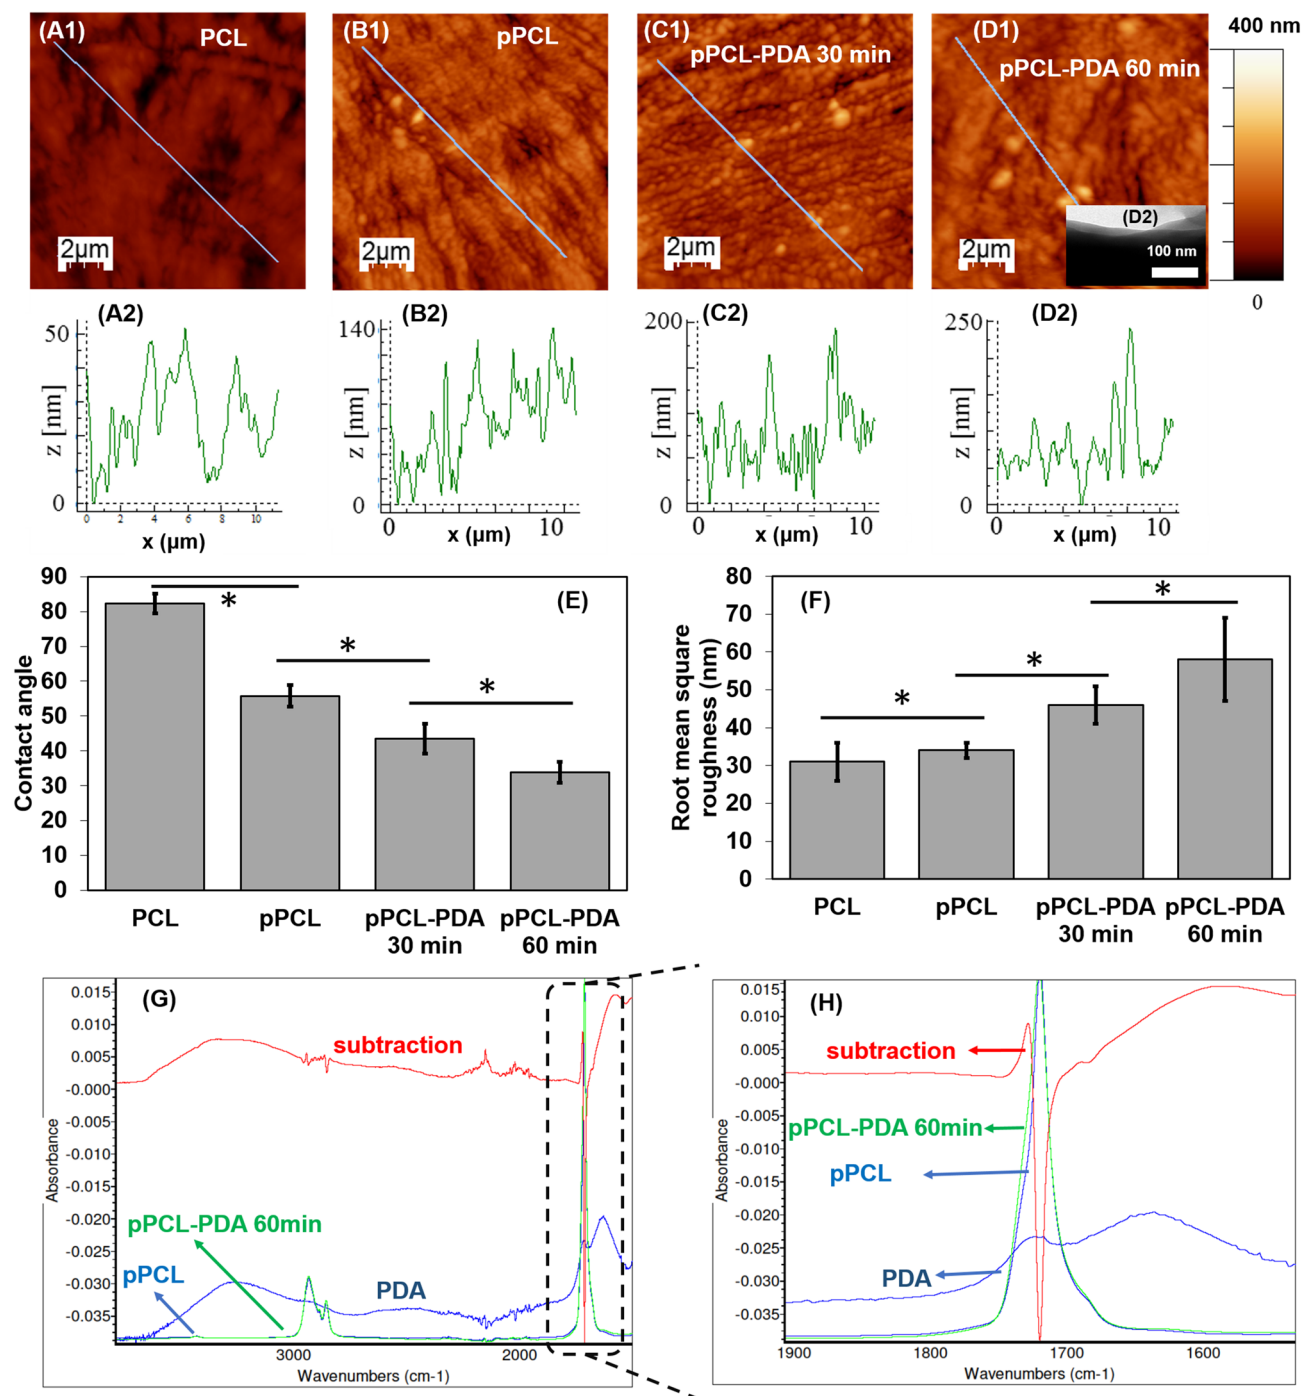 (A1) PCL
(B1) pPCL
(C1)
pPCL-PDA 30 min
(D1)
pPCL-PDA 60 min
400 nm
0
2μm
2μm
2μm
2μm
(D2)
100 nm
(A2)
50
0
z [nm]
0 2 4 6 8 10
x (μm)
(B2)
140
0
z [nm]
0 10
x (μm)
(C2)
200
0
z [nm]
0 10
x (μm)
(D2)
250
0
z [nm]
0 10
x (μm)
(E)
Contact angle
90
80
70
60
50
40
30
20
10
0
*
*
*
PCL pPCL pPCL-PDA pPCL-PDA
30 min 60 min
(F)
Root mean square
roughness (nm)
80
70
60
50
40
30
20
10
0
*
*
*
PCL pPCL pPCL-PDA pPCL-PDA
30 min 60 min
(G)
Absorbance
0.015
0.010
0.005
-0.000
-0.005
-0.010
-0.015
-0.020
-0.025
-0.030
-0.035
subtraction
pPCL-PDA 60min
pPCL
PDA
3000 2000
Wavenumbers (cm-1)
(H)
Absorbance
0.015
0.010
0.005
-0.000
-0.005
-0.010
-0.015
-0.020
-0.025
-0.030
-0.035
subtraction
pPCL-PDA 60min
pPCL
PDA
1900 1800 1700 1600
Wavenumbers (cm-1)